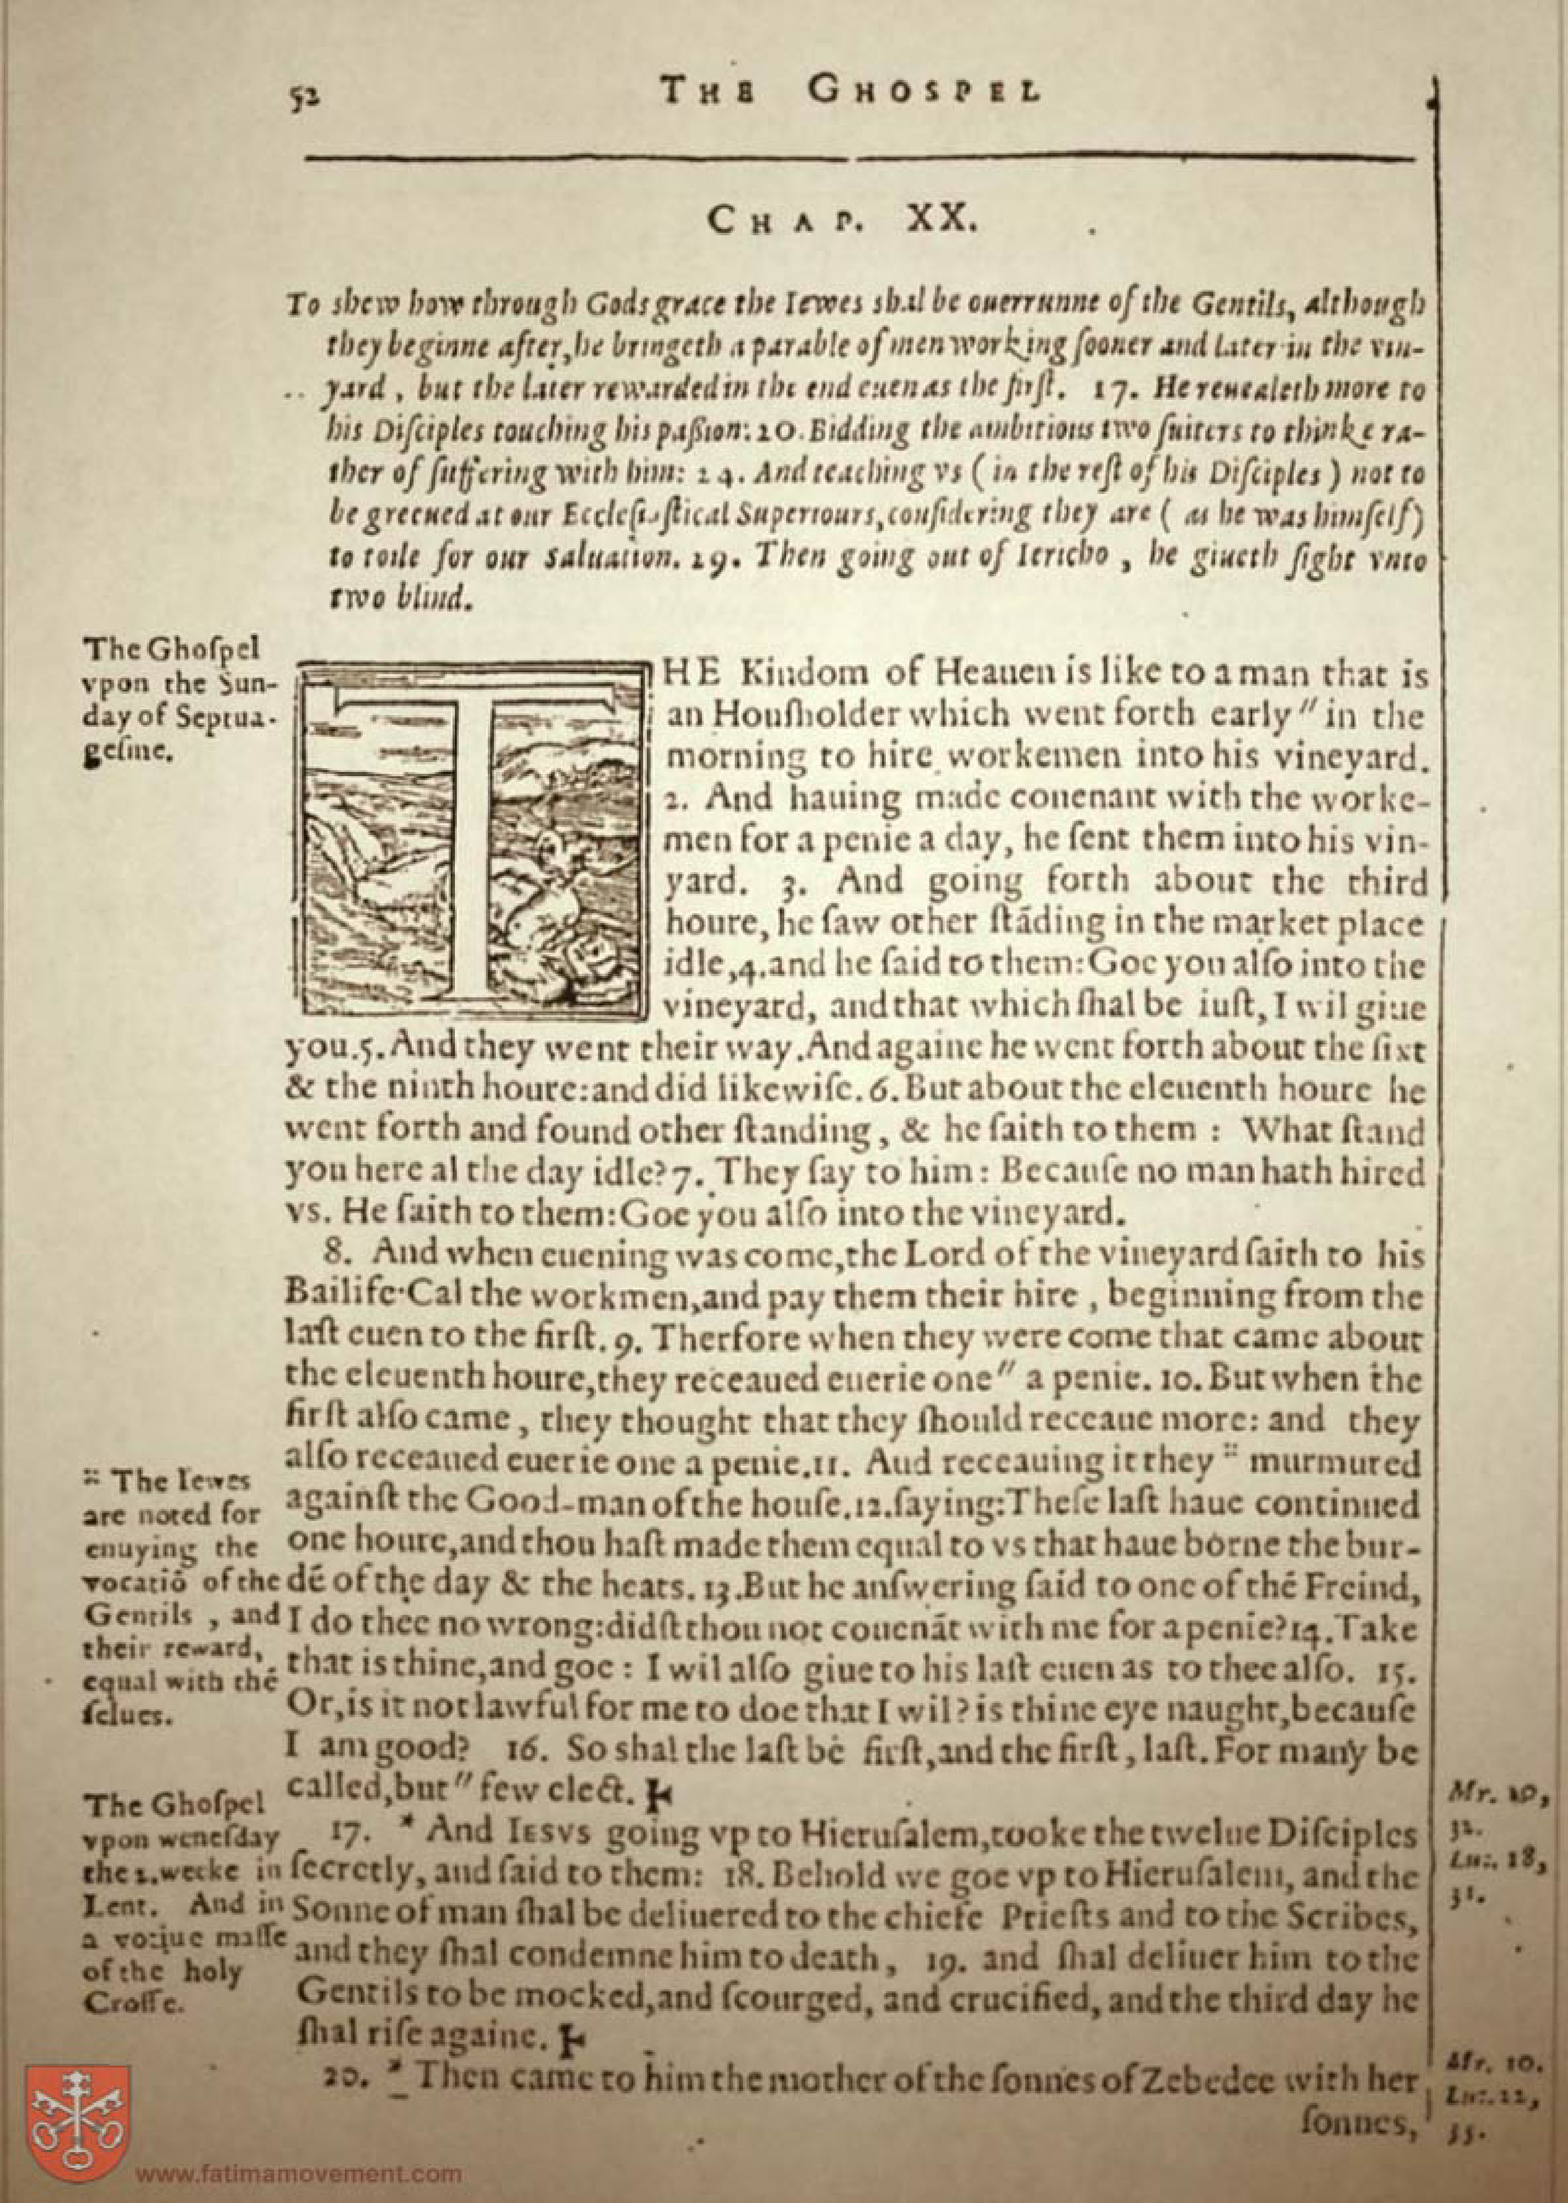 52 THE GHOSPEL
CHAP. XX.
To shew how through Gods grace the Iewes shal be ouerrunne of the Gentils, although
they beginne after, he bringeth a parable of men working ſooner and later in the vin-
yard, but the later rewarded in the end euen as the firſt. 17. He reuealeth more to
his Diſciples touching his paßion: 20. Bidding the ambitious two ſuiters to thinke ra-
ther of ſuffering with him: 24. And teaching vs (in the reſt of his Diſciples) not to
be greeued at our Eccleſiaſtical Superiours, conſidering they are (as he was himſelf)
to toile for our saluation. 29. Then going out of Iericho, he giueth ſight vnto
two blind.
The Ghoſpel
vpon the Sun-
day of Septua-
geſme.
THE Kindom of Heauen is like to a man that is
an Houſholder which went forth early " in the
morning to hire workemen into his vineyard.
2. And hauing made conenant with the worke-
men for a penie a day, he ſent them into his vin-
yard. 3. And going forth about the third
houre, he ſaw other ſtāding in the market place
idle, 4. and he ſaid to them: Goe you alſo into the
vineyard, and that which ſhal be iuſt, I wil giue
you. 5. And they went their way. And againe he went forth about the ſixt
& the ninth houre: and did likewiſe. 6. But about the eleuenth houre he
went forth and found other ſtanding, & he ſaith to them: What ſtand
you here al the day idle? 7. They ſay to him: Becauſe no man hath hired
vs. He ſaith to them: Goe you alſo into the vineyard.
8. And when euening was come, the Lord of the vineyard ſaith to his
Bailife· Cal the workmen, and pay them their hire, beginning from the
laſt euen to the firſt. 9. Therfore when they were come that came about
the eleuenth houre, they receaued euerie one " a penie. 10. But when the
firſt alſo came, they thought that they ſhould receaue more: and they
alſo receaued euerie one a penie. 11. And receauing it they " murmured
againſt the Good-man of the houſe. 12. ſaying: Theſe laſt haue continued
one houre, and thou haſt made them equal to vs that haue borne the bur-
dē of the day & the heats. 13. But he anſwering ſaid to one of thē Freind,
I do thee no wrong: didſt thou not couenāt with me for a penie? 14. Take
that is thine, and goe: I wil alſo giue to his laſt euen as to thee alſo. 15.
Or, is it not lawful for me to doe that I wil? is thine eye naught, becauſe
I am good? 16. So shal the laſt be firſt, and the firſt, laſt. For many be
called, but " few elect.
" The Iewes
are noted for
enuying the
vocatiō of the
Gentils, and
their reward,
equal with thē
ſelues.
The Ghoſpel
vpon weneſday
the 2. weeke in
Lent. And in
a votiue maſſe
of the holy
Croſſe.
17. * And IESVS going vp to Hieruſalem, tooke the twelue Diſciples
ſecretly, and ſaid to them: 18. Behold we goe vp to Hieruſalem, and the
Sonne of man ſhal be deliuered to the chiefe Prieſts and to the Scribes,
and they ſhal condemne him to death, 19. and ſhal deliuer him to the
Gentils to be mocked, and ſcourged, and crucified, and the third day he
ſhal riſe againe.
Mr. 10,
32.
Luc. 18,
31.
20. * Then came to him the mother of the ſonnes of Zebedee with her
ſonnes,
Mr. 10.
Luc. 22,
www.fatimamovement.com